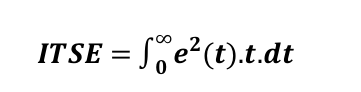 ITSE = ∫₀^∞ e²(t).t.dt